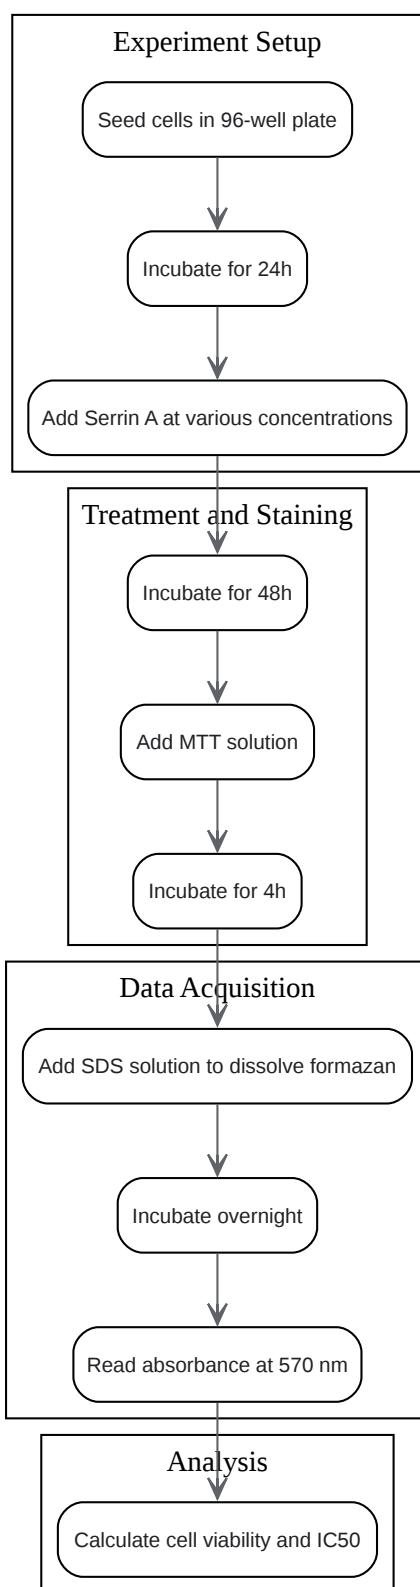 Experiment Setup
Seed cells in 96-well plate
Incubate for 24h
Add Serrin A at various concentrations
Treatment and Staining
Incubate for 48h
Add MTT solution
Incubate for 4h
Data Acquisition
Add SDS solution to dissolve formazan
Incubate overnight
Read absorbance at 570 nm
Analysis
Calculate cell viability and IC50